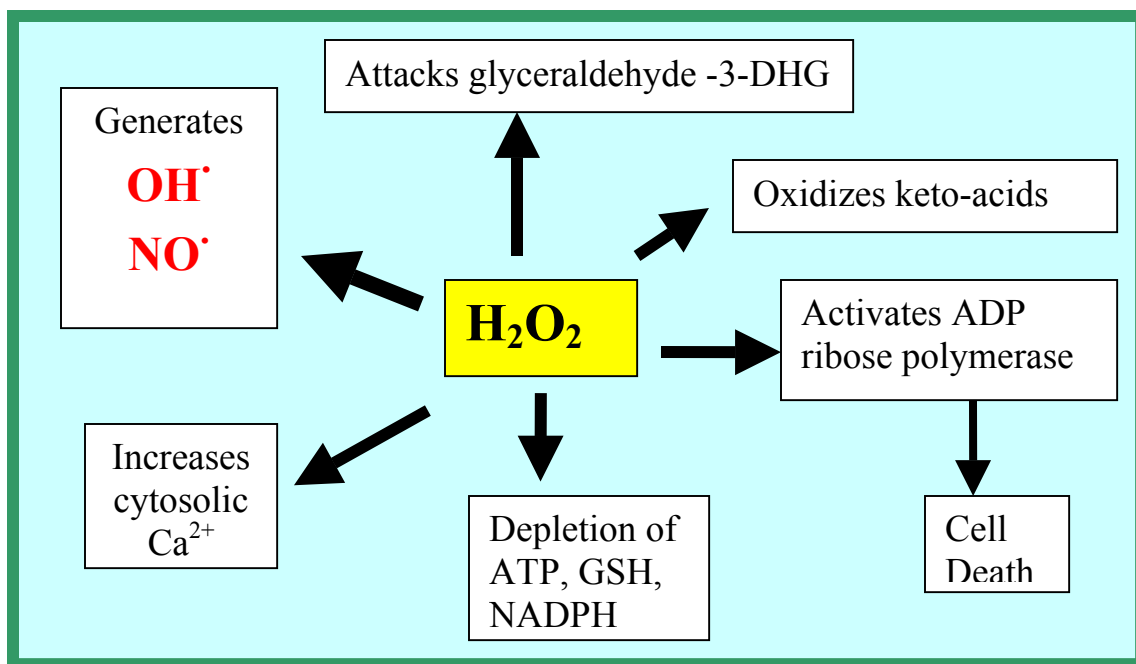 Attacks glyceraldehyde -3-DHG
Generates
OH˙
NO˙
Oxidizes keto-acids
H₂O₂
Activates ADP
ribose polymerase
Increases
cytosolic
Ca²⁺
Depletion of
ATP, GSH,
NADPH
Cell
Death